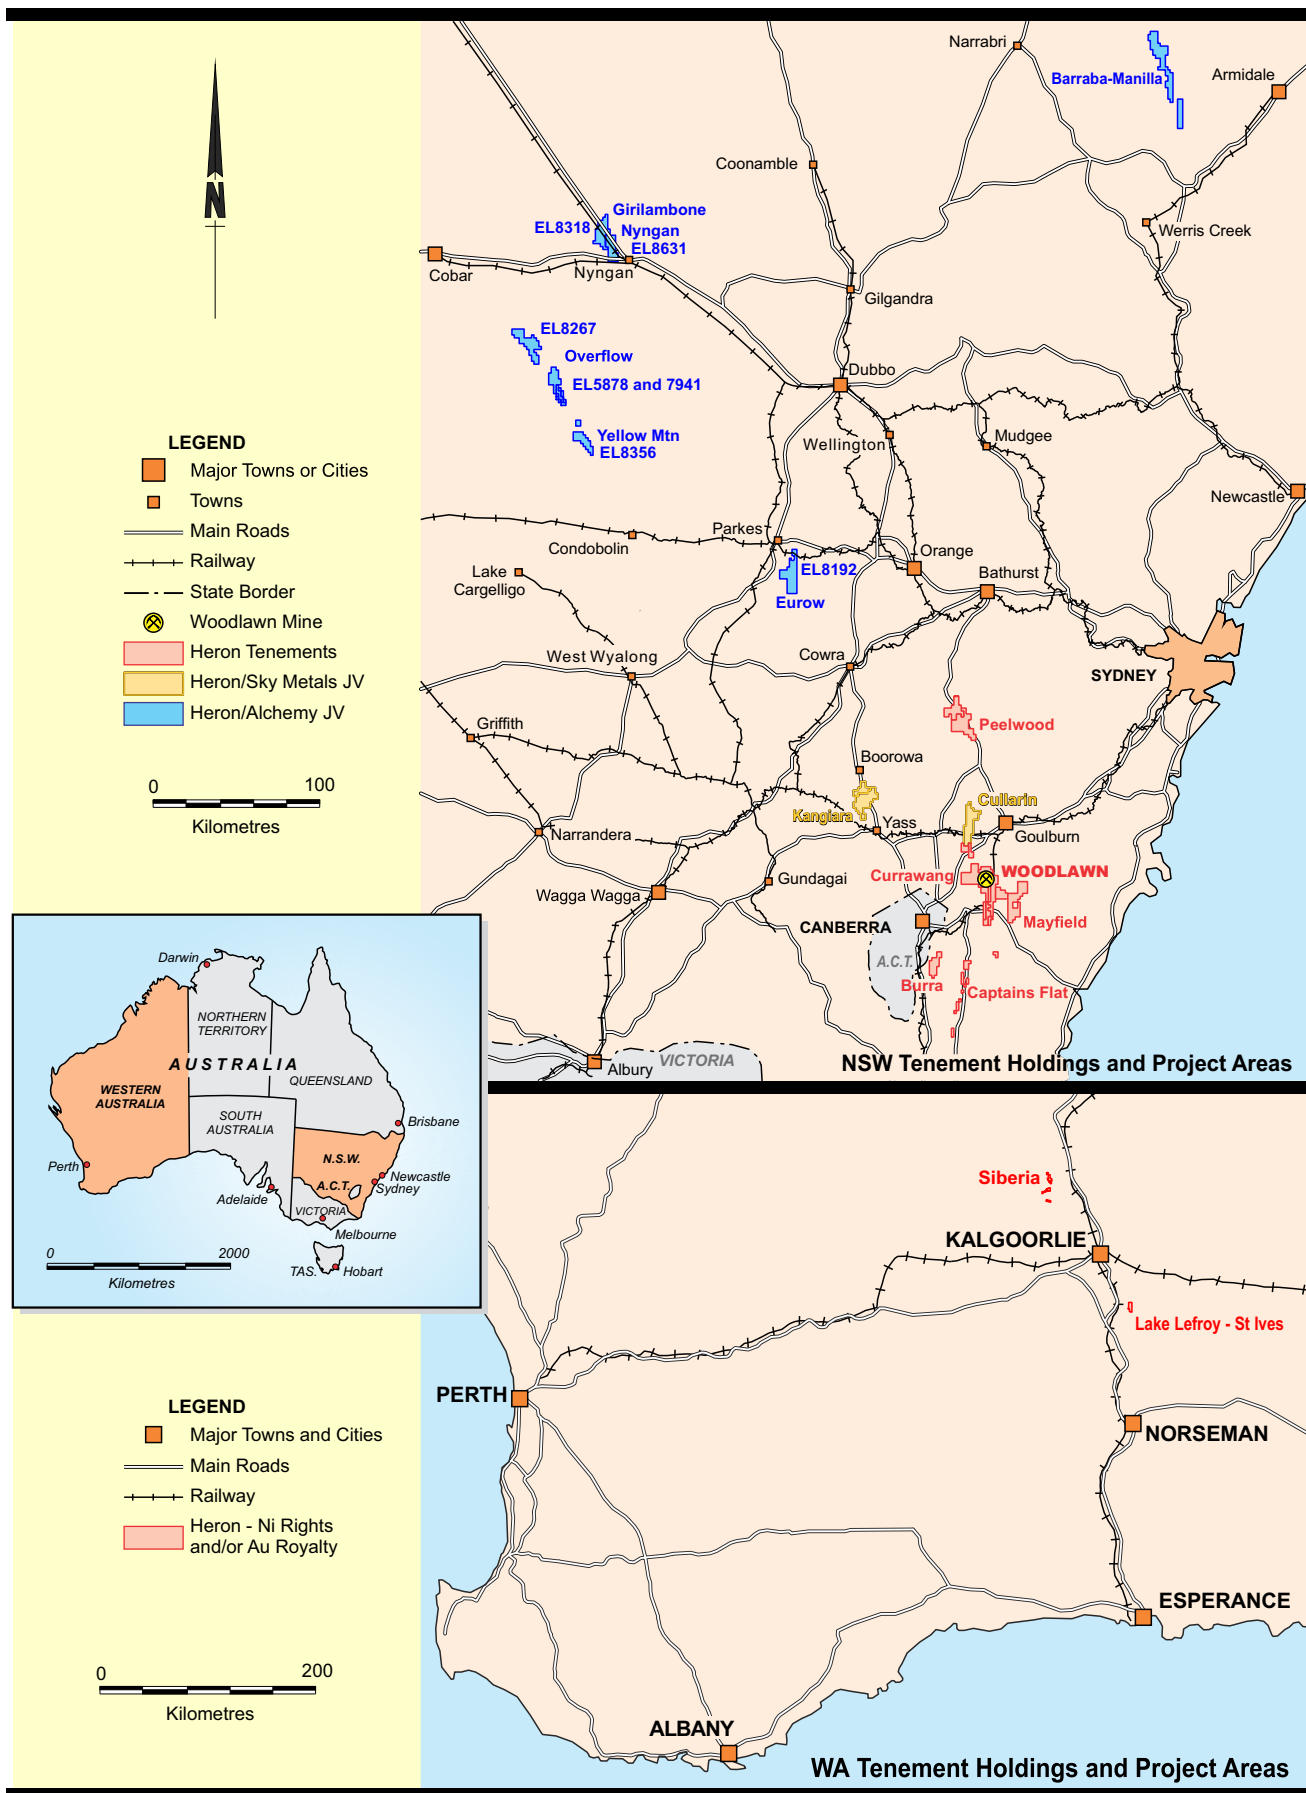 N
LEGEND
Major Towns or Cities
Towns
Main Roads
Railway
State Border
Woodlawn Mine
Heron Tenements
Heron/Sky Metals JV
Heron/Alchemy JV
0 100
Kilometres
Narrabri
Barraba-Manilla
Armidale
Coonamble
Girilambone
EL8318
Nyngan
EL8631
Werris Creek
Cobar
Nyngan
Gilgandra
EL8267
Overflow
Dubbo
EL5878 and 7941
Yellow Mtn
EL8356
Wellington
Mudgee
Newcastle
Parkes
Condobolin
Orange
Lake
Cargelligo
EL8192
Bathurst
Eurow
West Wyalong
Cowra
SYDNEY
Griffith
Peelwood
Boorowa
Kangiara
Cullarin
Narrandera
Yass
Goulburn
Currawang
WOODLAWN
Gundagai
Wagga Wagga
CANBERRA
Mayfield
A.C.T.
Burra
Captains Flat
Albury
VICTORIA
NSW Tenement Holdings and Project Areas
Darwin
NORTHERN
TERRITORY
AUSTRALIA
WESTERN
AUSTRALIA
QUEENSLAND
SOUTH
AUSTRALIA
Brisbane
Perth
N.S.W.
Newcastle
A.C.T.
Sydney
Adelaide
VICTORIA
Melbourne
0 2000
Kilometres
TAS.
Hobart
Siberia
KALGOORLIE
Lake Lefroy - St Ives
PERTH
NORSEMAN
ESPERANCE
ALBANY
WA Tenement Holdings and Project Areas
LEGEND
Major Towns and Cities
Main Roads
Railway
Heron - Ni Rights
and/or Au Royalty
0 200
Kilometres